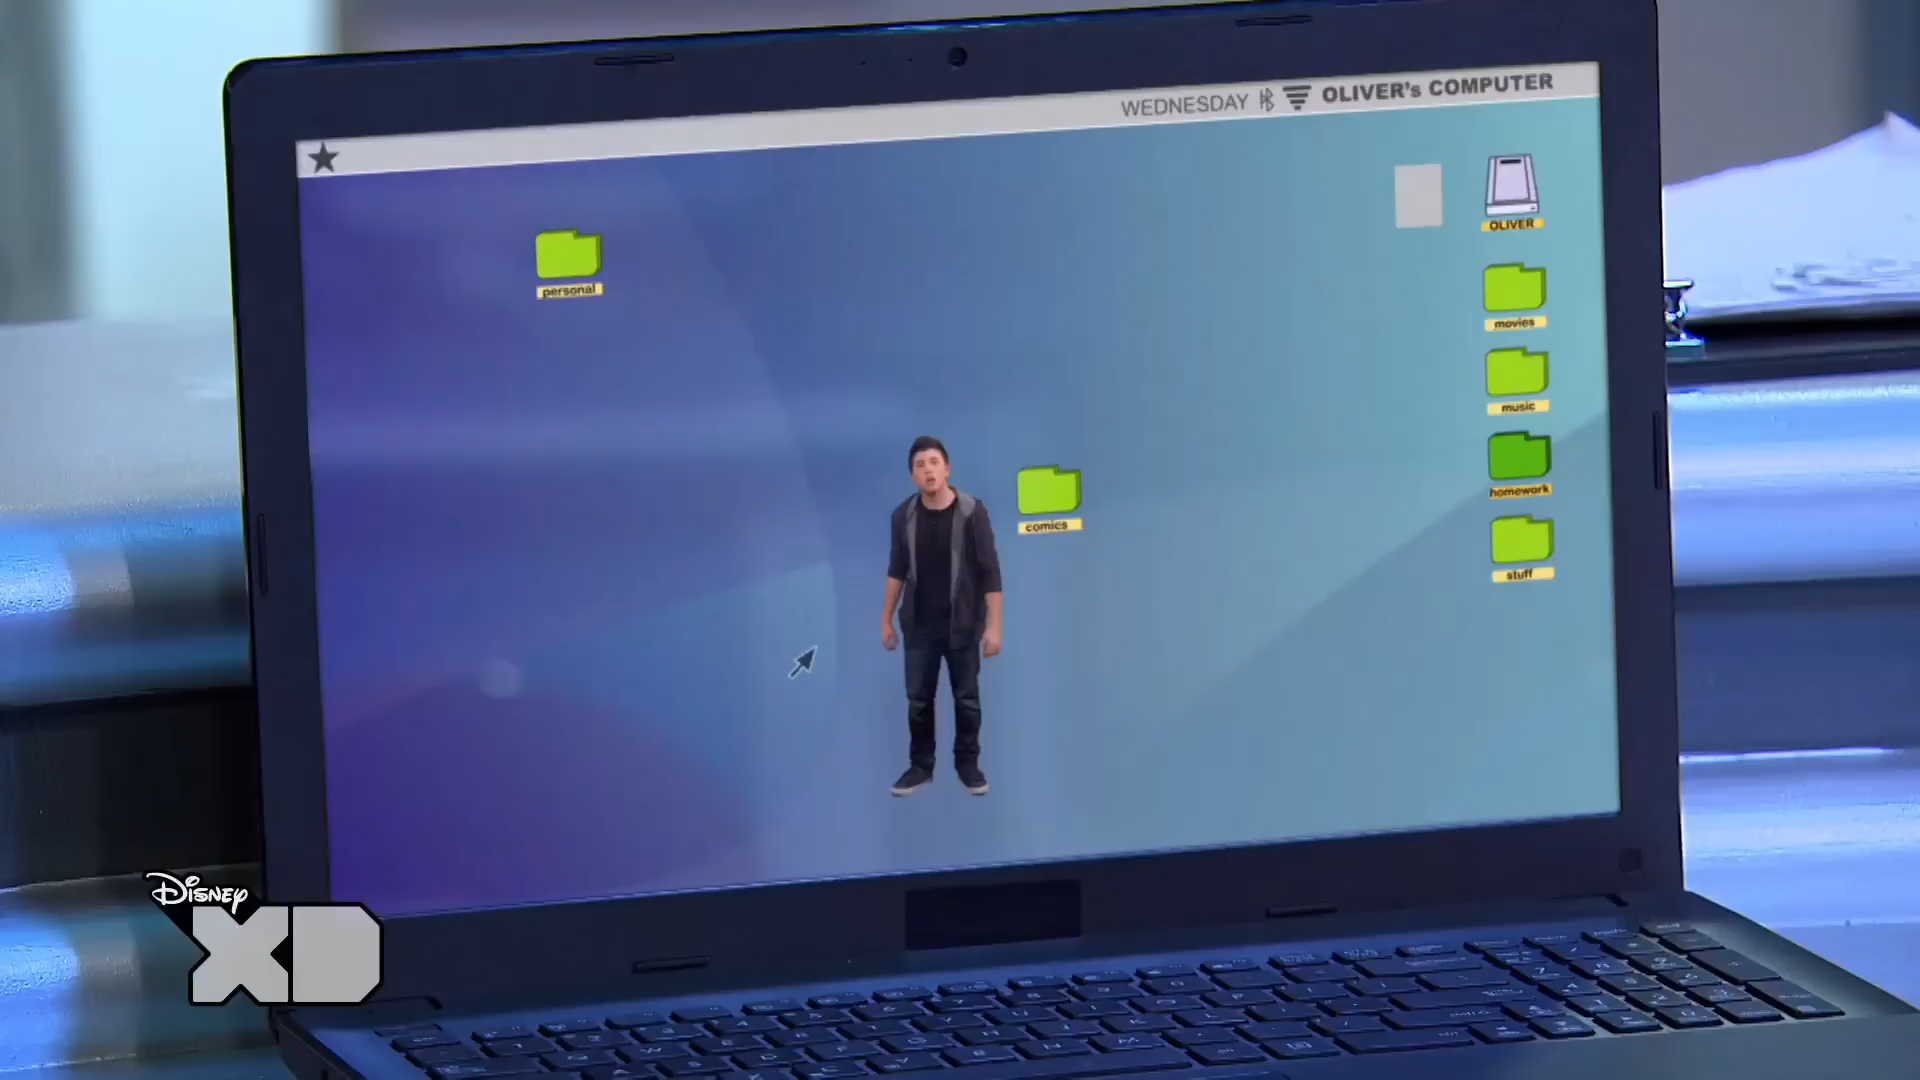 WEDNESDAY OLIVER's COMPUTER
OLIVER
personal
movies
music
homework
comics
stuff
DISNEY
XD